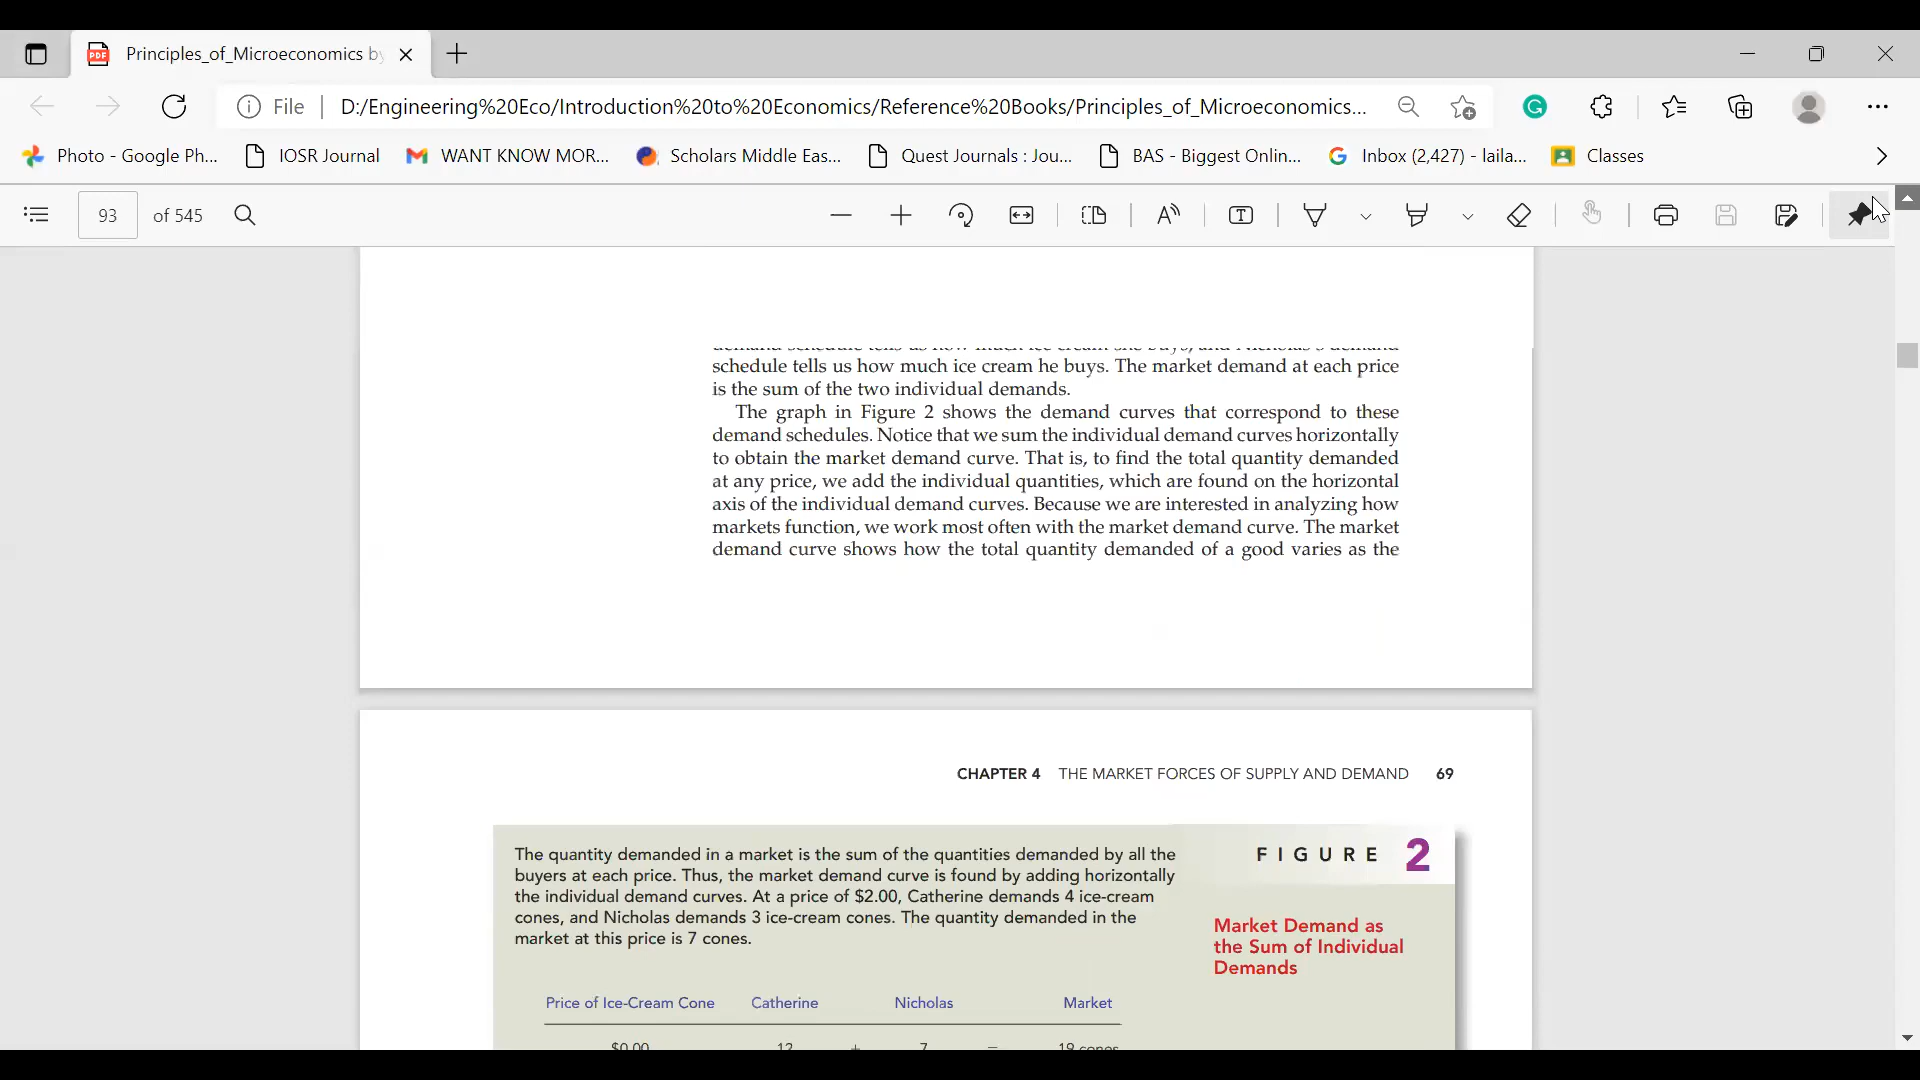 Principles_of_Microeconomics by
File D:/Engineering%20Eco/Introduction%20to%20Economics/Reference%20Books/Principles_of_Microeconomics...
Photo - Google Ph... IOSR Journal WANT KNOW MOR... Scholars Middle Eas... Quest Journals : Jou... BAS - Biggest Onlin... Inbox (2,427) - laila... Classes
93 of 545
schedule tells us how much ice cream he buys. The market demand at each price
is the sum of the two individual demands.
The graph in Figure 2 shows the demand curves that correspond to these
demand schedules. Notice that we sum the individual demand curves horizontally
to obtain the market demand curve. That is, to find the total quantity demanded
at any price, we add the individual quantities, which are found on the horizontal
axis of the individual demand curves. Because we are interested in analyzing how
markets function, we work most often with the market demand curve. The market
demand curve shows how the total quantity demanded of a good varies as the
CHAPTER 4 THE MARKET FORCES OF SUPPLY AND DEMAND 69
The quantity demanded in a market is the sum of the quantities demanded by all the
buyers at each price. Thus, the market demand curve is found by adding horizontally
the individual demand curves. At a price of $2.00, Catherine demands 4 ice-cream
cones, and Nicholas demands 3 ice-cream cones. The quantity demanded in the
market at this price is 7 cones.
FIGURE 2
Market Demand as
the Sum of Individual
Demands
Price of Ice-Cream Cone Catherine Nicholas Market
$0.00 12 + 7 = 19 cones